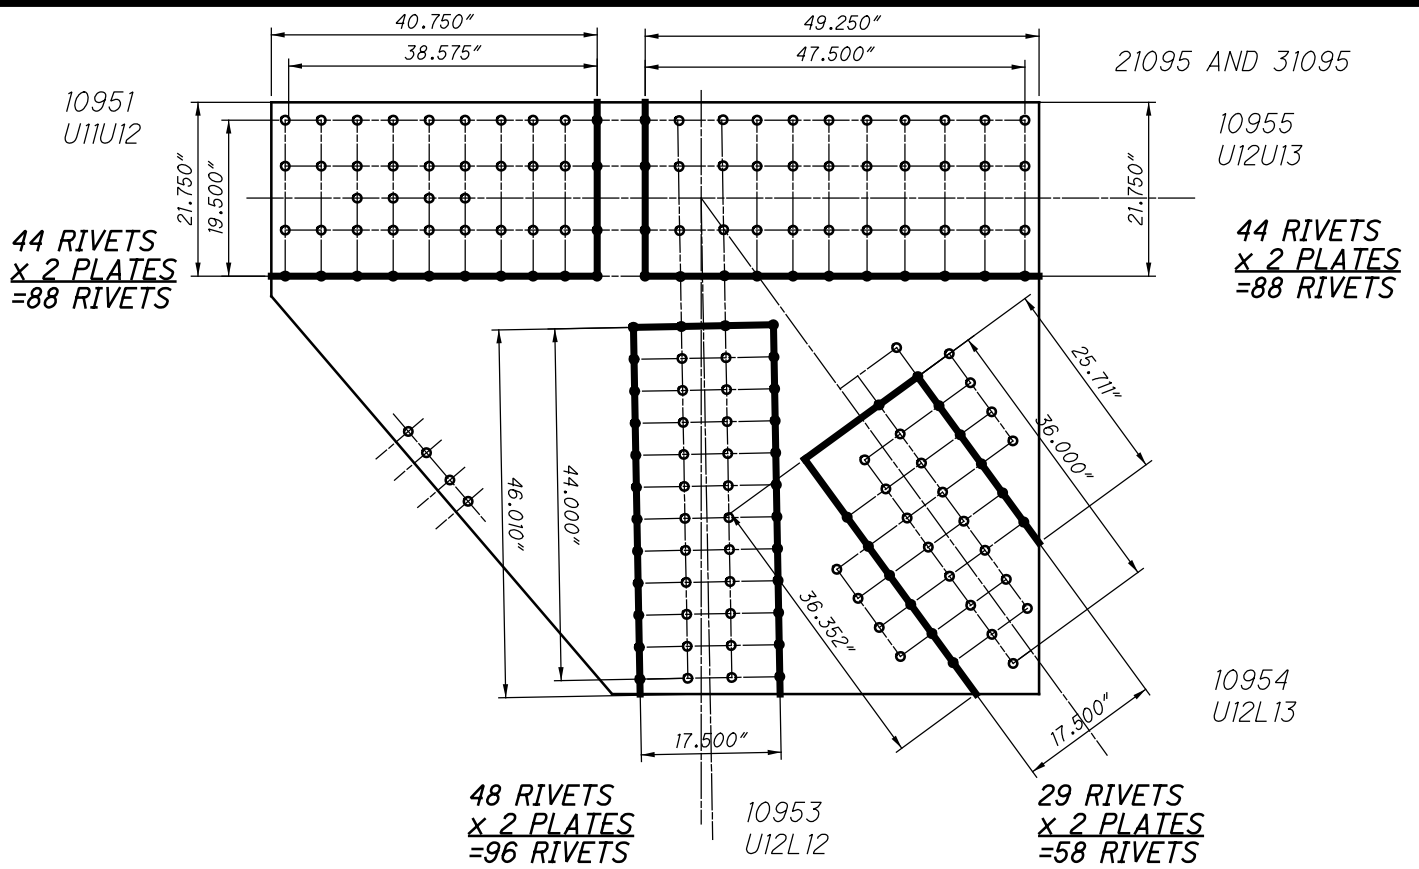 40.750"
49.250"
38.575"
47.500"
21095 AND 31095
10951
U11U12
10955
U12U13
21.750"
19.500"
21.750"
44 RIVETS
x 2 PLATES
=88 RIVETS
44 RIVETS
x 2 PLATES
=88 RIVETS
25.711"
36.000"
46.010"
44.000"
36.352"
10954
U12L13
17.500"
17.500"
48 RIVETS
x 2 PLATES
=96 RIVETS
10953
U12L12
29 RIVETS
x 2 PLATES
=58 RIVETS